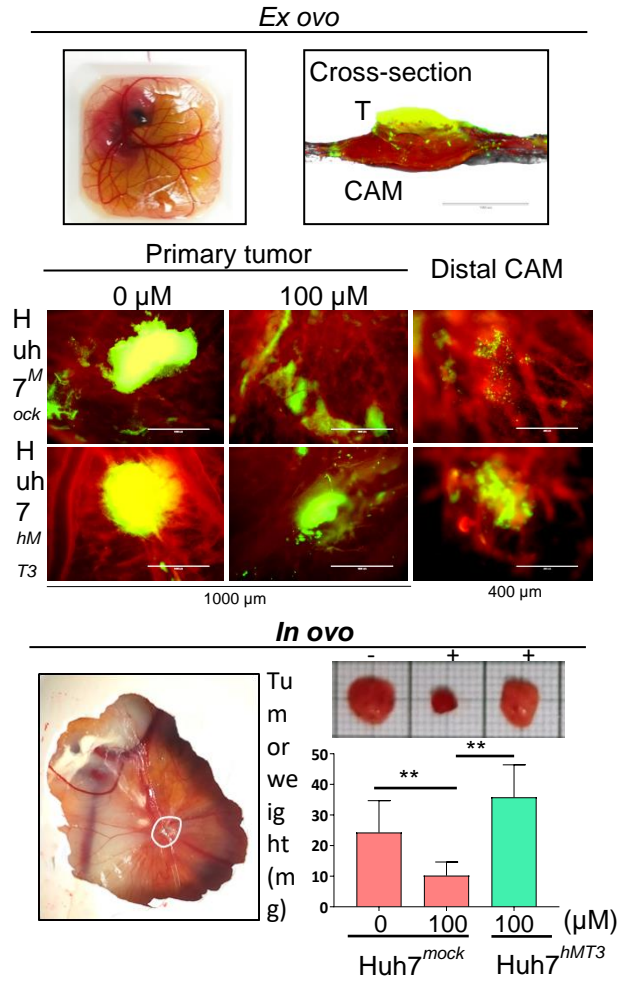 Ex ovo
Cross-section
T
CAM
Primary tumor
Distal CAM
0 µM
100 µM
H
uh
7M
ock
H
uh
7
hM
T3
1000 µm
400 µm
In ovo
- + +
Tu
m
or we
ig
ht (m
g)
50
40
30
20
10
0
**
**
0 100 100 (µM)
Huh7mock Huh7hMT3